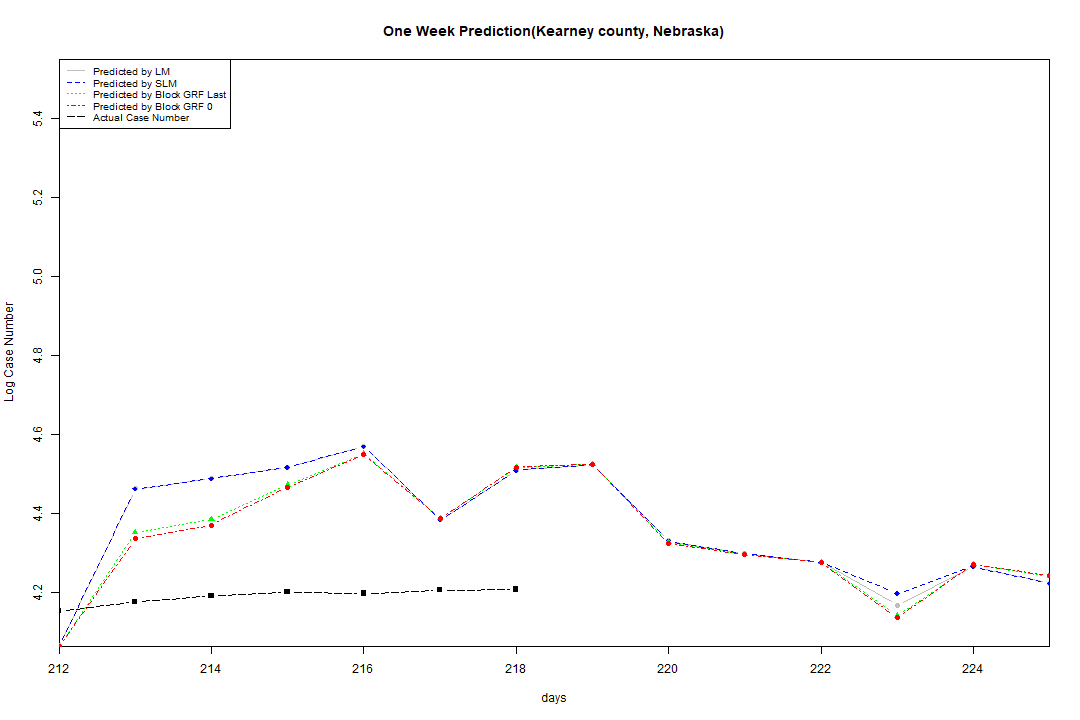 One Week Prediction(Kearney county, Nebraska)
Predicted by LM
Predicted by SLM
Predicted by Block GRF Last
Predicted by Block GRF 0
Actual Case Number
5.4
5.2
5.0
4.8
4.6
4.4
4.2
Log Case Number
212 214 216 218 220 222 224
days